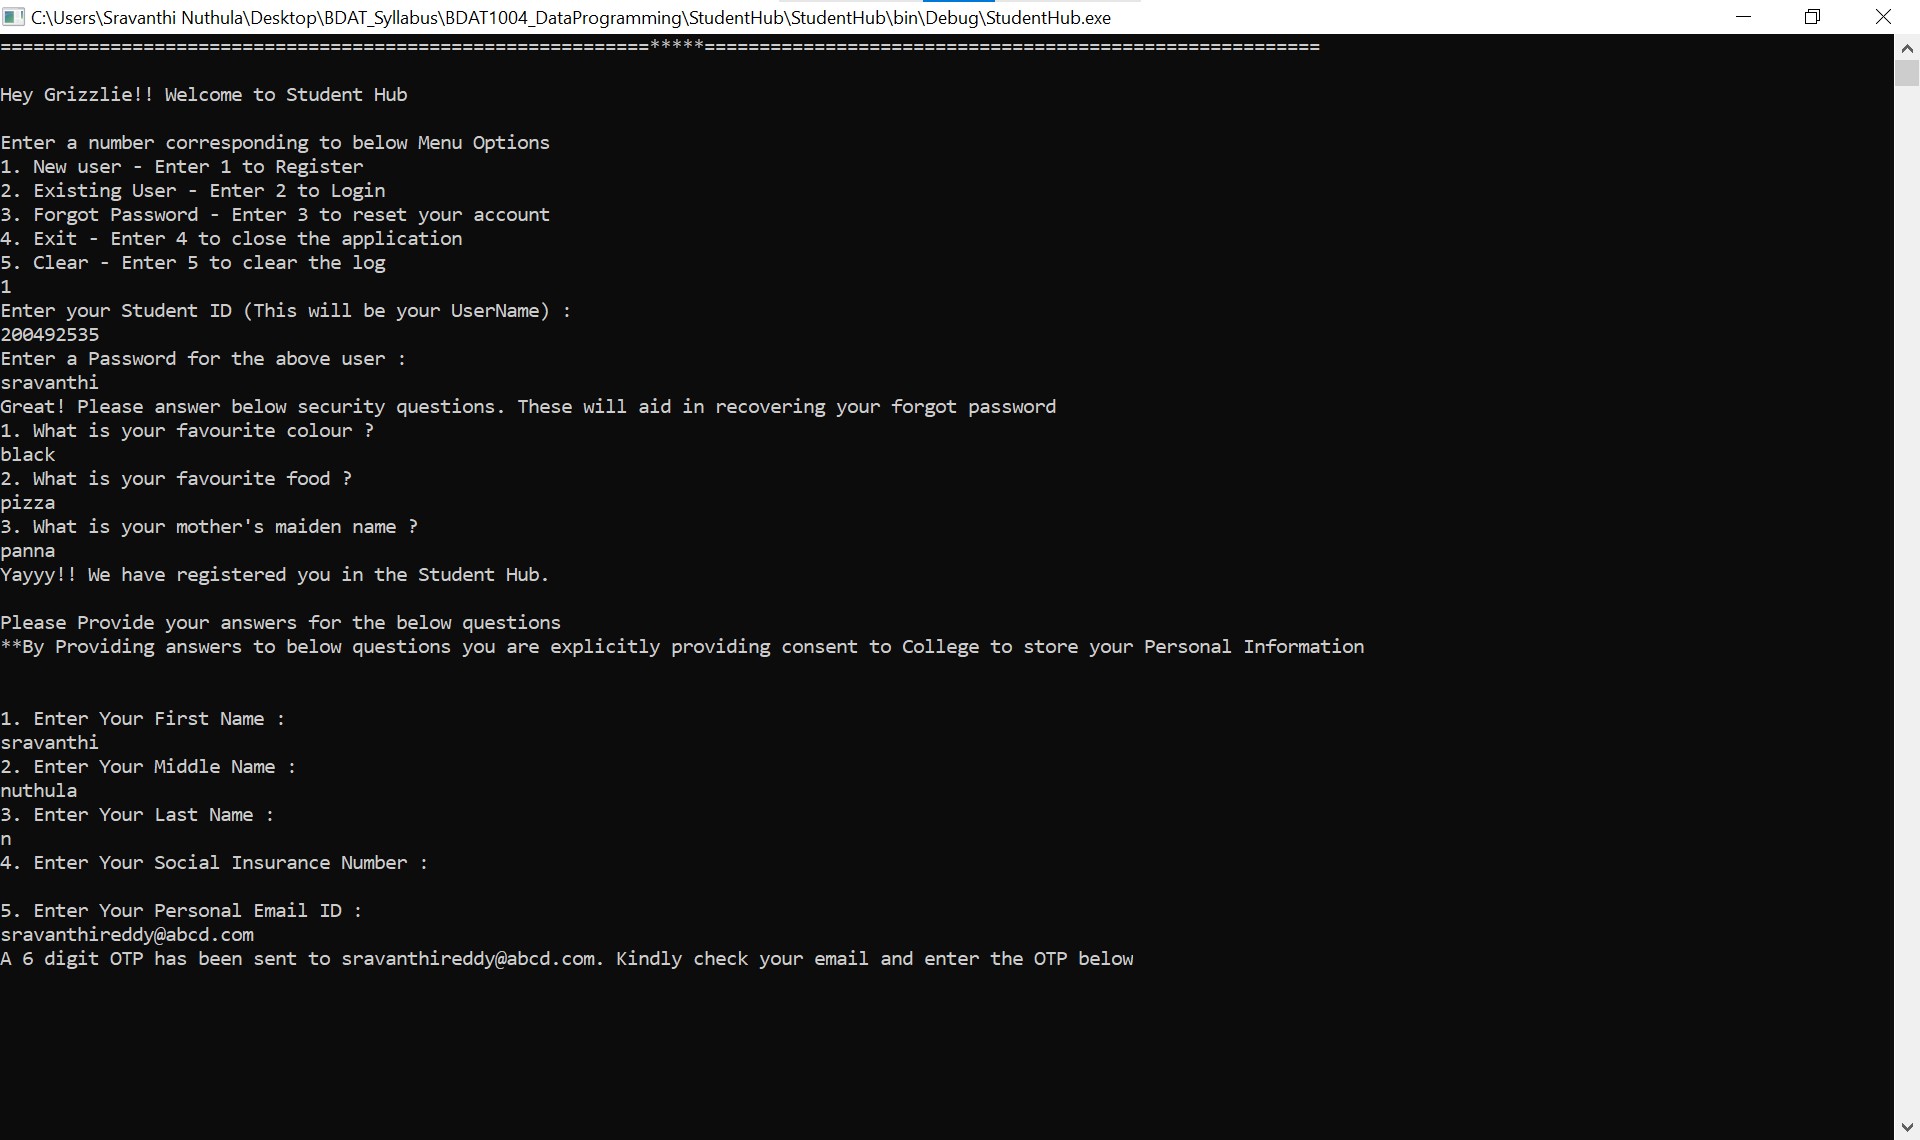 C:\Users\Sravanthi Nuthula\Desktop\BDAT_Syllabus\BDAT1004_DataProgramming\StudentHub\StudentHub\bin\Debug\StudentHub.exe
===========================================================*****========================================================
Hey Grizzlie!! Welcome to Student Hub
Enter a number corresponding to below Menu Options
1. New user - Enter 1 to Register
2. Existing User - Enter 2 to Login
3. Forgot Password - Enter 3 to reset your account
4. Exit - Enter 4 to close the application
5. Clear - Enter 5 to clear the log
1
Enter your Student ID (This will be your UserName) :
200492535
Enter a Password for the above user :
sravanthi
Great! Please answer below security questions. These will aid in recovering your forgot password
1. What is your favourite colour ?
black
2. What is your favourite food ?
pizza
3. What is your mother's maiden name ?
panna
Yayyy!! We have registered you in the Student Hub.
Please Provide your answers for the below questions
**By Providing answers to below questions you are explicitly providing consent to College to store your Personal Information
1. Enter Your First Name :
sravanthi
2. Enter Your Middle Name :
nuthula
3. Enter Your Last Name :
n
4. Enter Your Social Insurance Number :
5. Enter Your Personal Email ID :
sravanthireddy@abcd.com
A 6 digit OTP has been sent to sravanthireddy@abcd.com. Kindly check your email and enter the OTP below